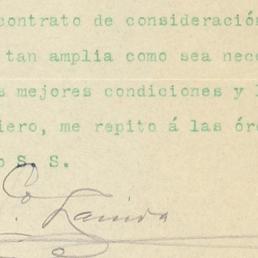 contrato de consideración
tan amplia como sea nece
s mejores condiciones y l
iero, me repito á las ór
o S. S.